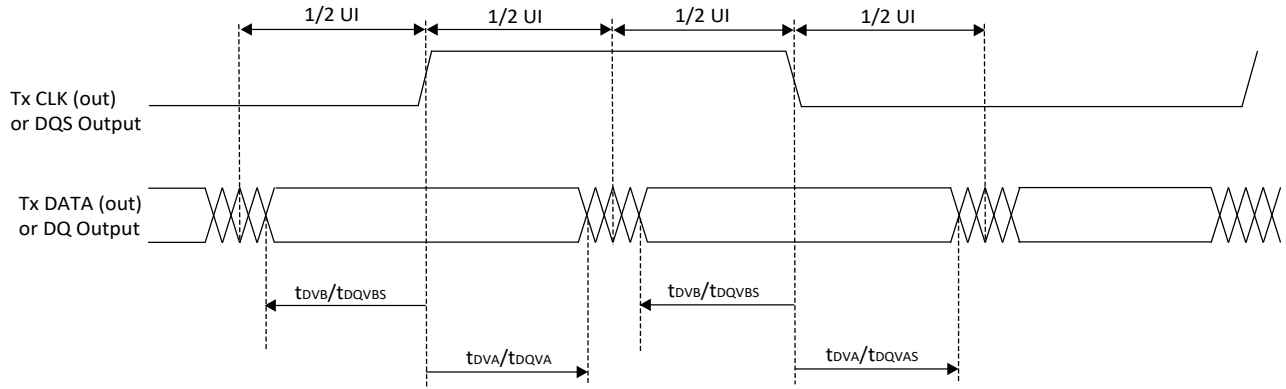 1/2 UI 1/2 UI 1/2 UI 1/2 UI
Tx CLK (out)
or DQS Output
Tx DATA (out)
or DQ Output
tDVB/tDQVBS tDVB/tDQVBS
tDVA/tDQVA tDVA/tDQVAS